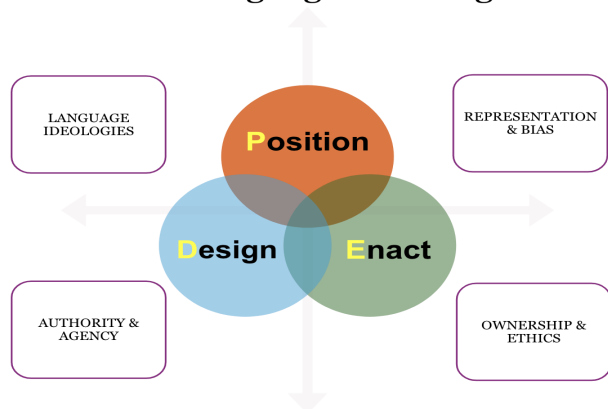 LANGUAGE
IDEOLOGIES
REPRESENTATION
& BIAS
Position
Design
Enact
AUTHORITY &
AGENCY
OWNERSHIP &
ETHICS